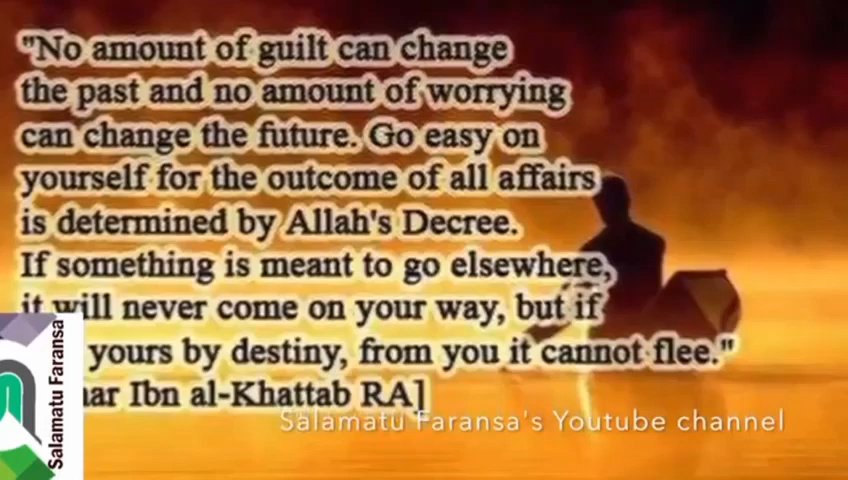 "No amount of guilt can change
the past and no amount of worrying
can change the future. Go easy on
yourself for the outcome of all affairs
is determined by Allah's Decree.
If something is meant to go elsewhere,
it will never come on your way, but if
yours by destiny, from you it cannot flee."
Ibn al-Khattab RA]
Salamatu Faransa's Youtube channel
Salamatu Faransa